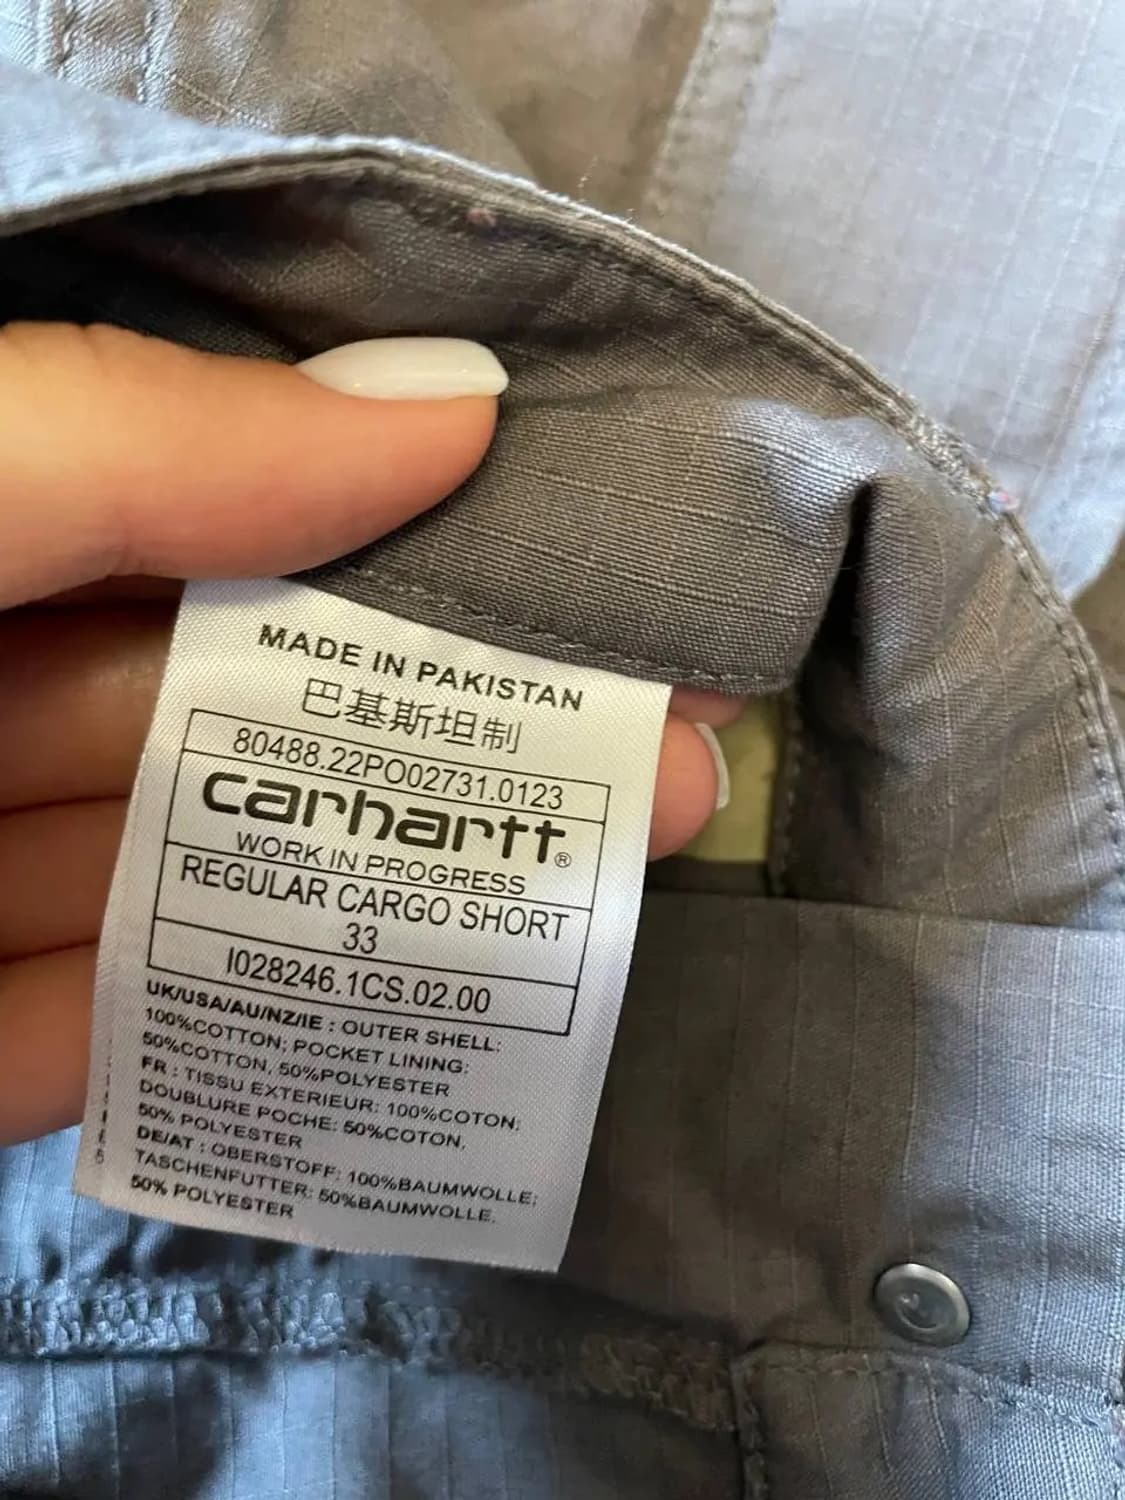 MADE IN PAKISTAN
巴基斯坦制
80488.22PO02731.0123
carhartt®
WORK IN PROGRESS
REGULAR CARGO SHORT
33
I028246.1CS.02.00
UK/USA/AU/NZ/IE : OUTER SHELL:
100%COTTON; POCKET LINING:
50%COTTON, 50%POLYESTER
FR : TISSU EXTERIEUR: 100%COTON;
DOUBLURE POCHE: 50%COTON,
50% POLYESTER
DE/AT : OBERSTOFF: 100%BAUMWOLLE;
TASCHENFUTTER: 50%BAUMWOLLE,
50% POLYESTER